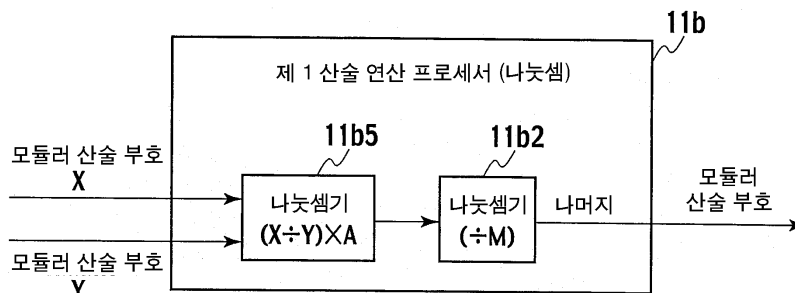 11b
제 1 산술 연산 프로세서 (나눗셈)
11b5
11b2
모듈러 산술 부호
X
나눗셈기
(X÷Y)×A
나눗셈기
(÷M)
나머지
모듈러
산술 부호
모듈러 산술 부호
Y